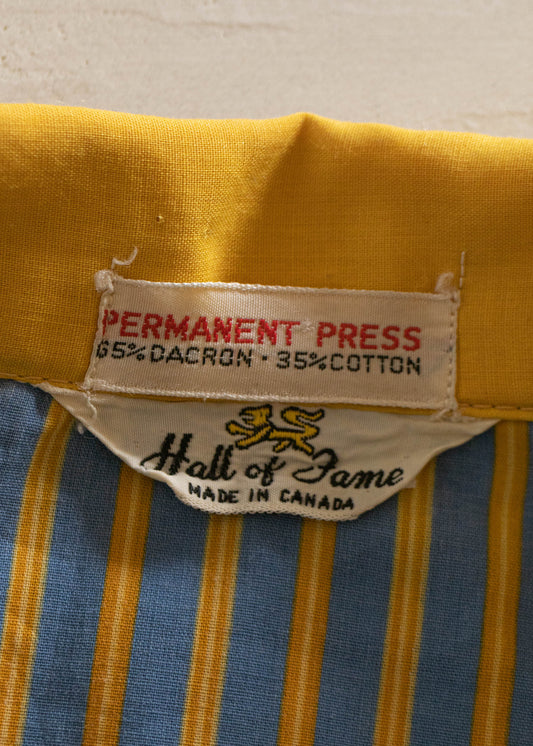 PERMANENT PRESS
65% DACRON · 35% COTTON
Hall of Fame
MADE IN CANADA